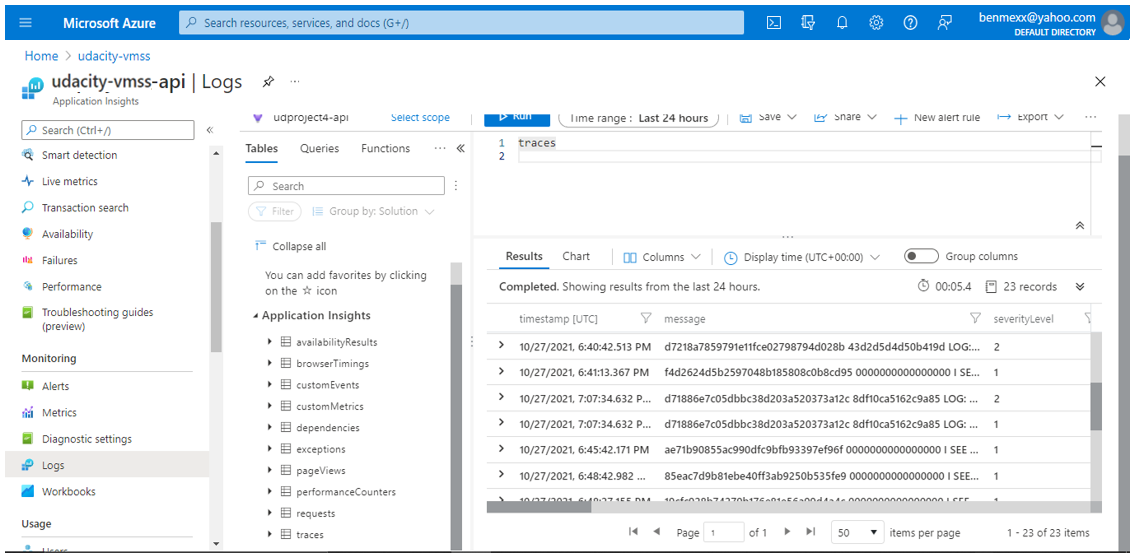 Microsoft Azure
Search resources, services, and docs (G+/)
benmexx@yahoo.com
DEFAULT DIRECTORY
Home > udacity-vmss
udacity-vmss-api | Logs
Application Insights
Search (Ctrl+/)
Smart detection
Live metrics
Transaction search
Availability
Failures
Performance
Troubleshooting guides
(preview)
Monitoring
Alerts
Metrics
Diagnostic settings
Logs
Workbooks
Usage
Users
udproject4-api
Select scope
Run
Time range : Last 24 hours
Save
Share
New alert rule
Export
Tables Queries Functions
Search
Filter
Group by: Solution
Collapse all
You can add favorites by clicking
on the ☆ icon
Application Insights
availabilityResults
browserTimings
customEvents
customMetrics
dependencies
exceptions
pageViews
performanceCounters
requests
traces
1 traces
2
Results Chart Columns Display time (UTC+00:00) Group columns
Completed. Showing results from the last 24 hours. 00:05.4 23 records
timestamp [UTC] message severityLevel
10/27/2021, 6:40:42.513 PM d7218a7859791e11fce02798794d028b 43d2d5d4d50b419d LOG:... 2
10/27/2021, 6:41:13.367 PM f4d2624d5b2597048b185808c0b8cd95 0000000000000000 I SEE... 1
10/27/2021, 7:07:34.632 P... d71886e7c05dbbc38d203a520373a12c 8df10ca5162c9a85 LOG: ... 2
10/27/2021, 7:07:34.632 P... d71886e7c05dbbc38d203a520373a12c 8df10ca5162c9a85 LOG: ... 1
10/27/2021, 6:45:42.171 PM ae71b90855ac990dfc9bfb93397ef96f 0000000000000000 I SEE ... 1
10/27/2021, 6:48:42.982 ... 85eac7d9b81ebe40ff3ab9250b535fe9 0000000000000000 I SEE... 1
Page 1 of 1 50 items per page 1 - 23 of 23 items